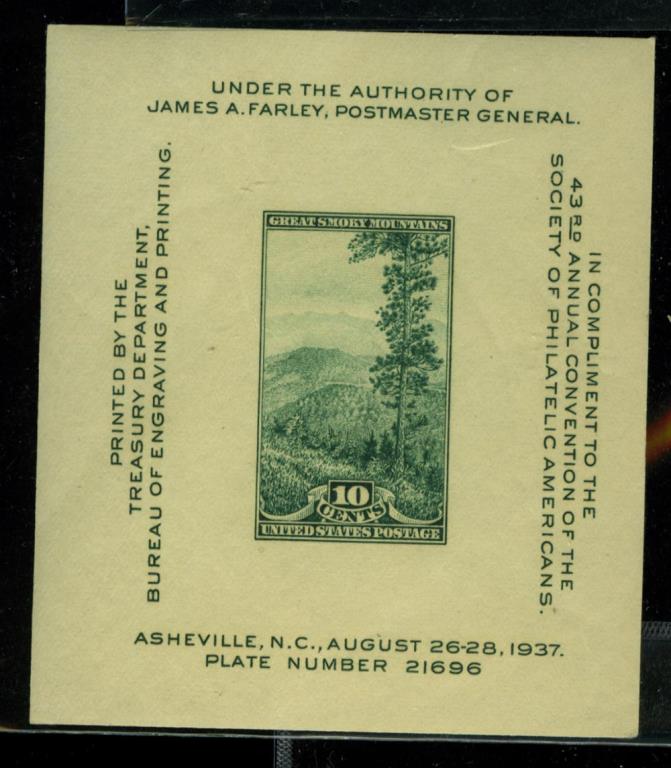 UNDER THE AUTHORITY OF
JAMES A. FARLEY, POSTMASTER GENERAL.
PRINTED BY THE
TREASURY DEPARTMENT,
BUREAU OF ENGRAVING AND PRINTING.
GREAT SMOKY MOUNTAINS
10
CENTS
UNITED STATES POSTAGE
IN COMPLIMENT TO THE
43RD ANNUAL CONVENTION OF THE
SOCIETY OF PHILATELIC AMERICANS.
ASHEVILLE, N.C., AUGUST 26-28, 1937.
PLATE NUMBER 21696